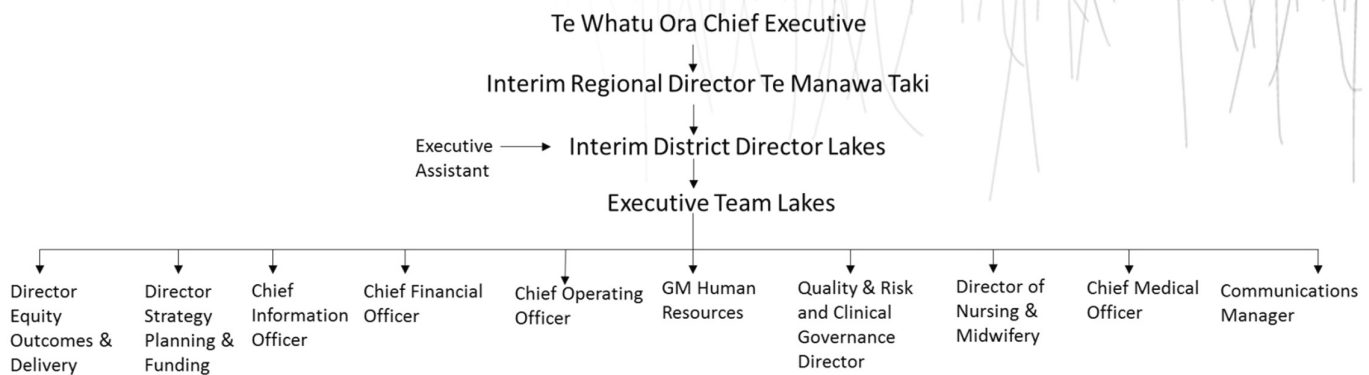 Te Whatu Ora Chief Executive
Interim Regional Director Te Manawa Taki
Executive
Assistant
Interim District Director Lakes
Executive Team Lakes
Director
Equity
Outcomes &
Delivery
Director
Strategy
Planning &
Funding
Chief
Information
Officer
Chief Financial
Officer
Chief Operating
Officer
GM Human
Resources
Quality & Risk
and Clinical
Governance
Director
Director of
Nursing &
Midwifery
Chief Medical
Officer
Communications
Manager